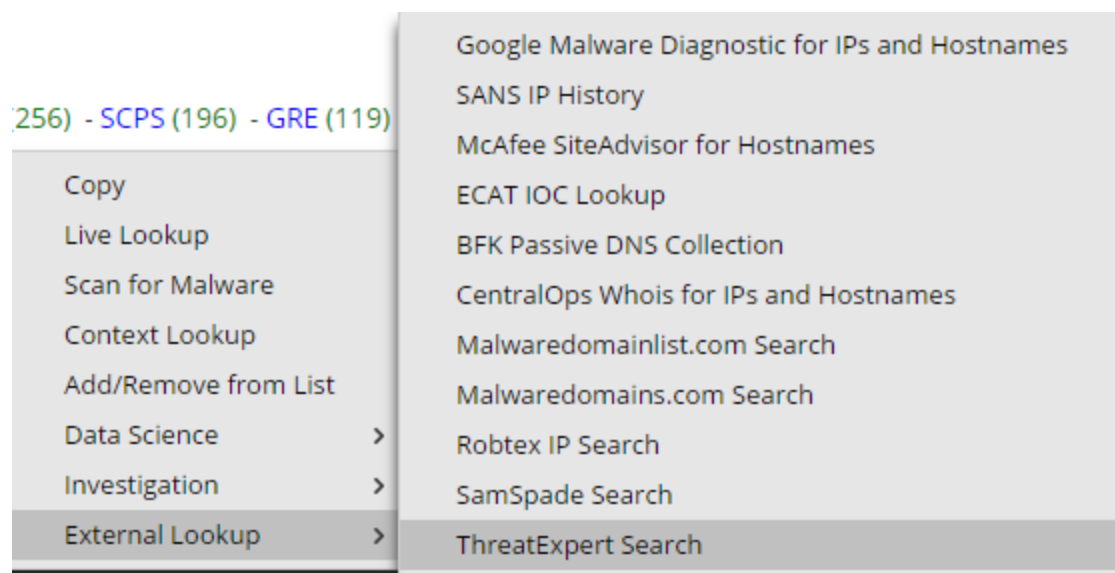 256) - SCPS (196) - GRE (119)
Copy
Live Lookup
Scan for Malware
Context Lookup
Add/Remove from List
Data Science
Investigation
External Lookup
Google Malware Diagnostic for IPs and Hostnames
SANS IP History
McAfee SiteAdvisor for Hostnames
ECAT IOC Lookup
BFK Passive DNS Collection
CentralOps Whois for IPs and Hostnames
Malwaredomainlist.com Search
Malwaredomains.com Search
Robtex IP Search
SamSpade Search
ThreatExpert Search